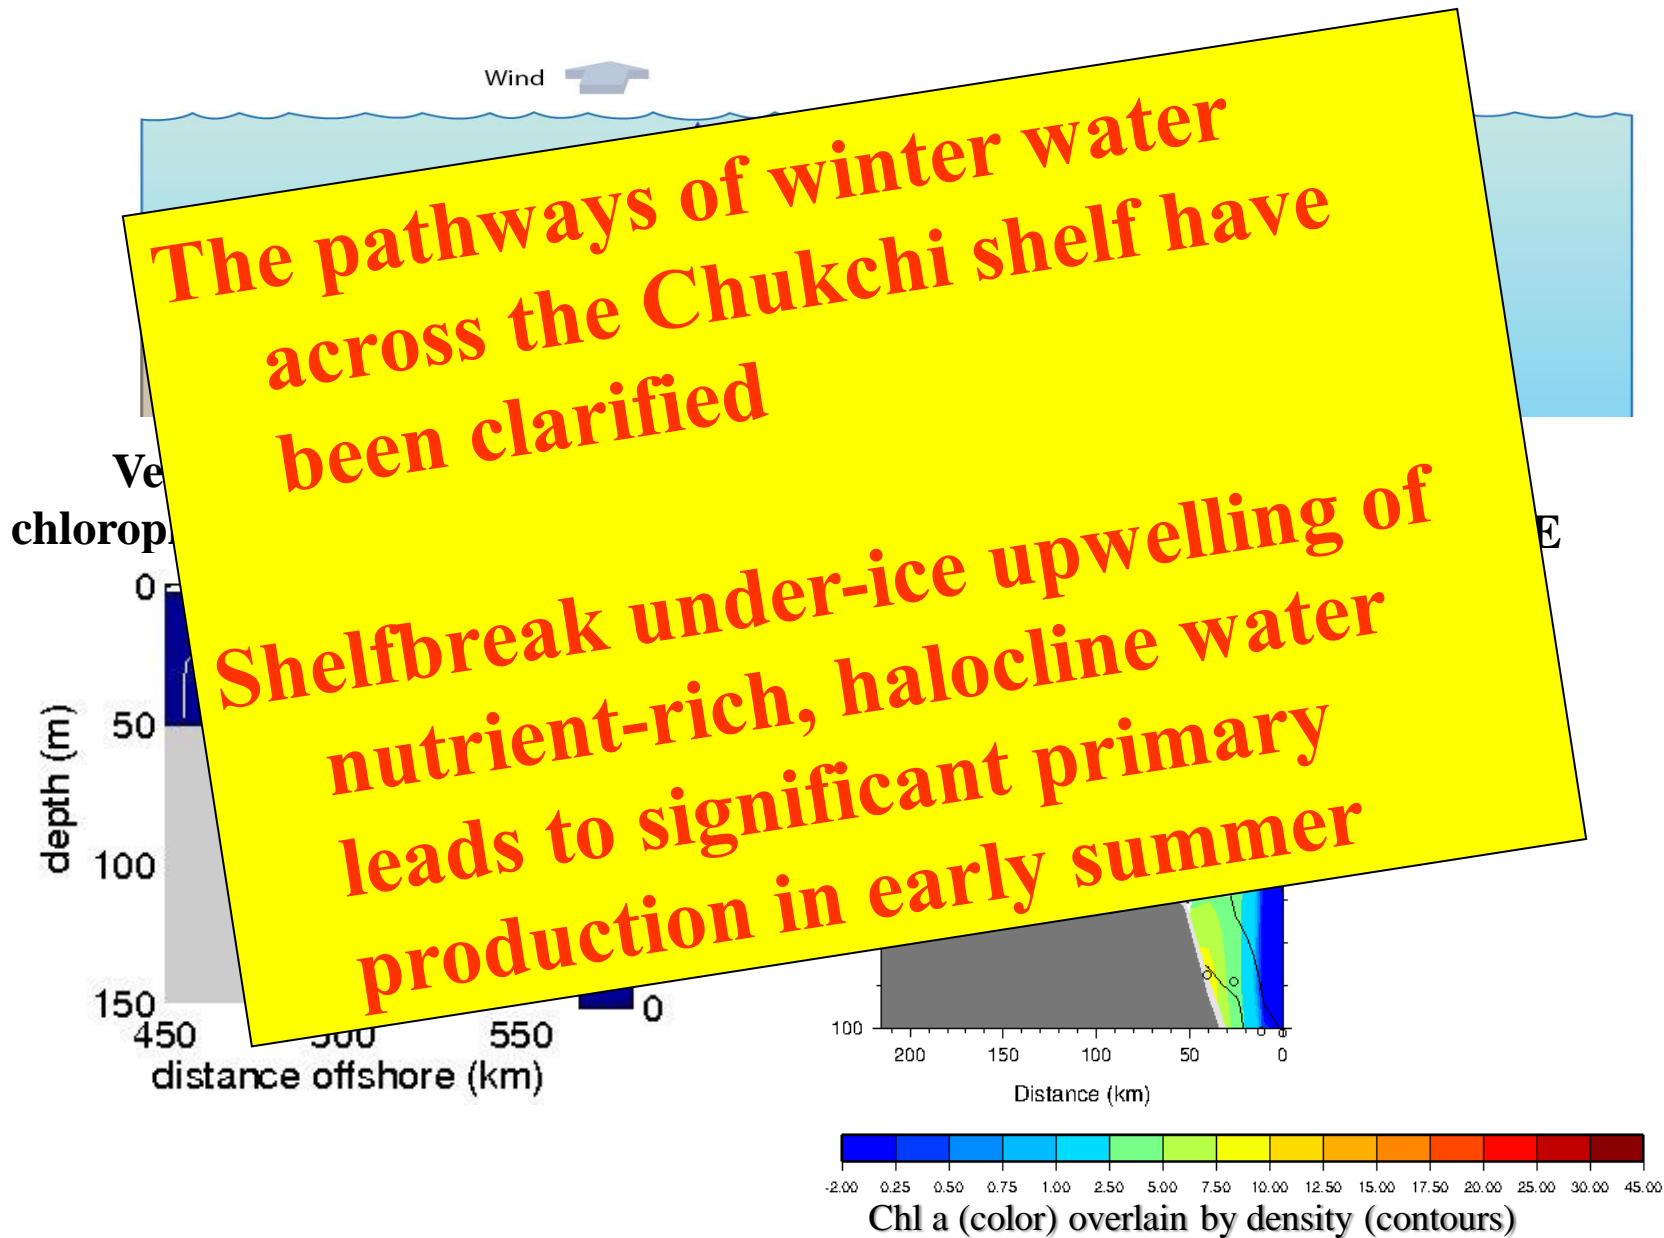 Wind
The pathways of winter water
across the Chukchi shelf have
been clarified
Shelfbreak under-ice upwelling of
nutrient-rich, halocline water
leads to significant primary
production in early summer
0
50
100
150
depth (m)
450 550
distance offshore (km)
0
100
200 150 100 50 0
Distance (km)
-2.00 0.25 0.50 0.75 1.00 2.50 5.00 7.50 10.00 12.50 15.00 17.50 20.00 25.00 30.00 45.00
Chl a (color) overlain by density (contours)